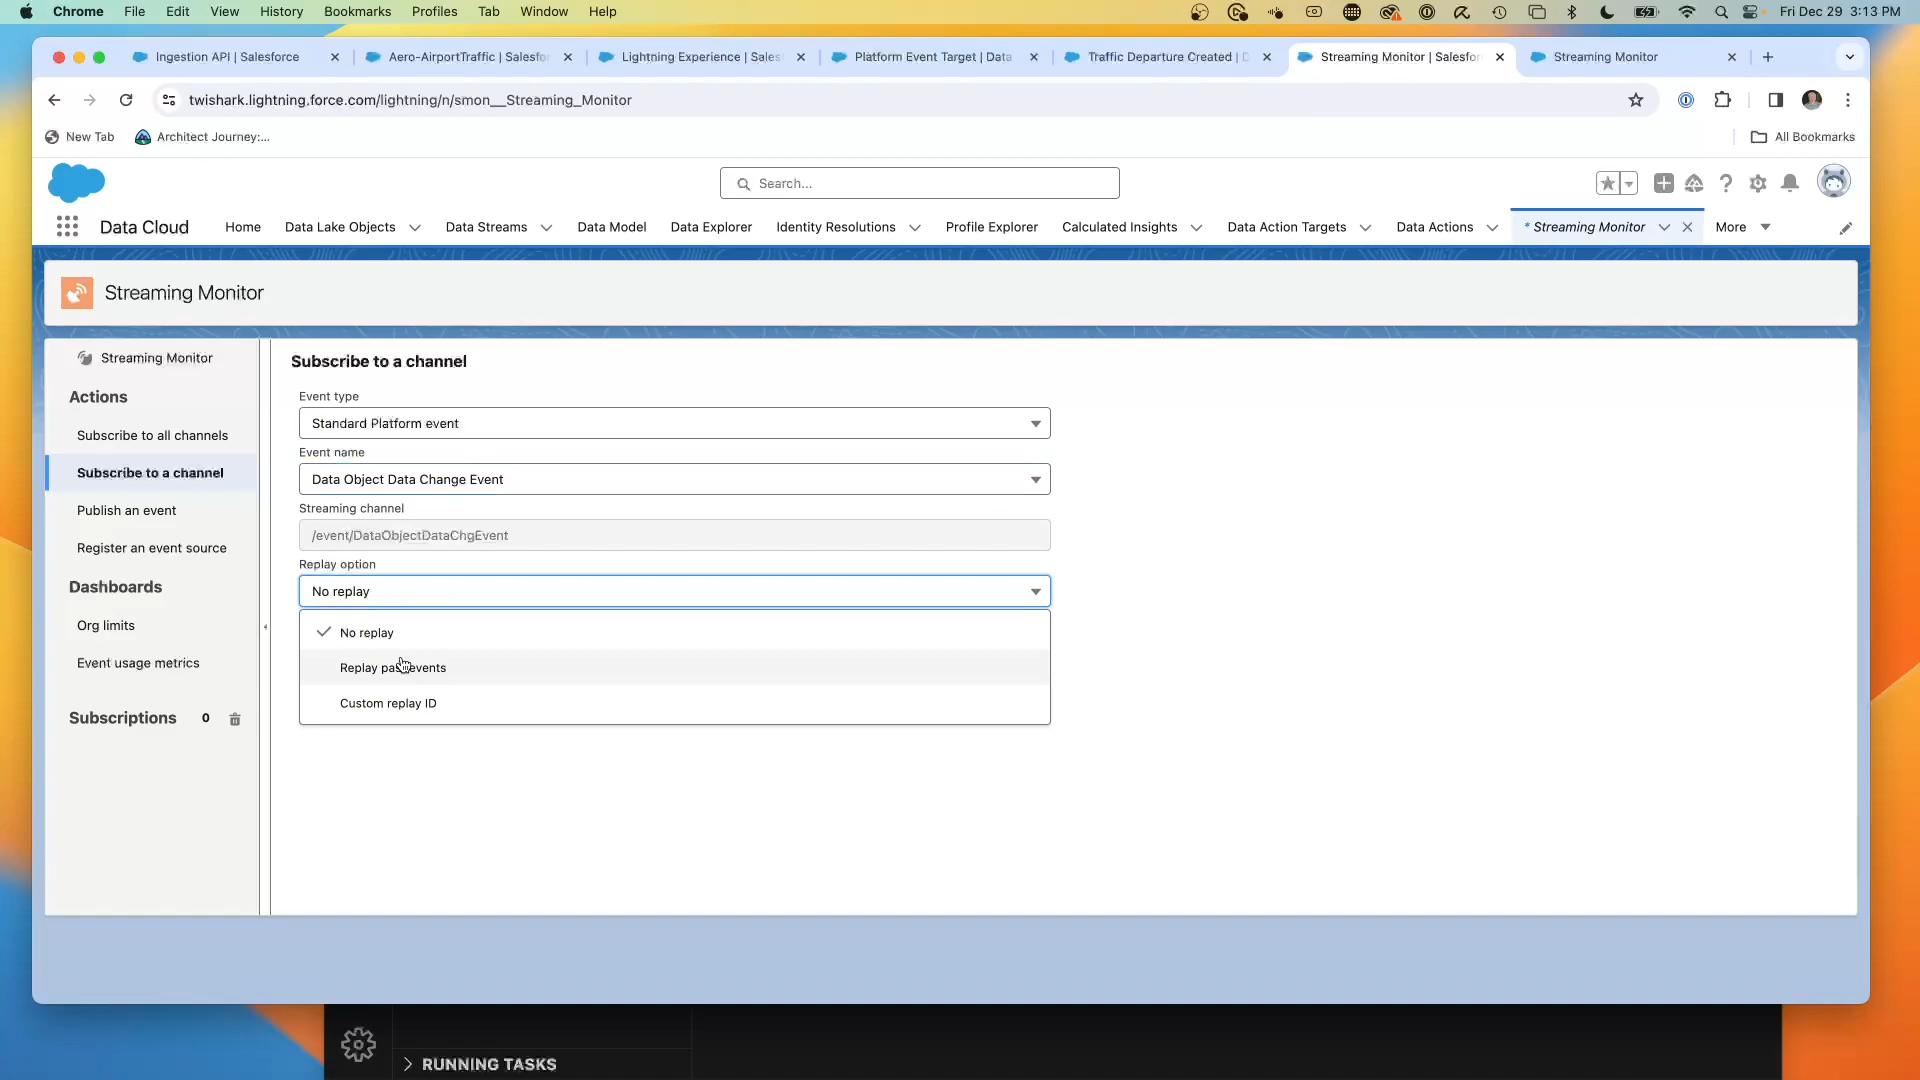 Chrome File Edit View History Bookmarks Profiles Tab Window Help Fri Dec 29 3:13 PM
Ingestion API | Salesforce Aero-AirportTraffic | Salesfor Lightning Experience | Sales Platform Event Target | Data Traffic Departure Created | D Streaming Monitor | Salesfor Streaming Monitor
twishark.lightning.force.com/lightning/n/smon__Streaming_Monitor
New Tab Architect Journey:... All Bookmarks
Search...
Data Cloud Home Data Lake Objects Data Streams Data Model Data Explorer Identity Resolutions Profile Explorer Calculated Insights Data Action Targets Data Actions * Streaming Monitor More
Streaming Monitor
Streaming Monitor
Actions
Subscribe to all channels
Subscribe to a channel
Publish an event
Register an event source
Dashboards
Org limits
Event usage metrics
Subscriptions 0
Subscribe to a channel
Event type
Standard Platform event
Event name
Data Object Data Change Event
Streaming channel
/event/DataObjectDataChgEvent
Replay option
No replay
No replay
Replay past events
Custom replay ID
RUNNING TASKS